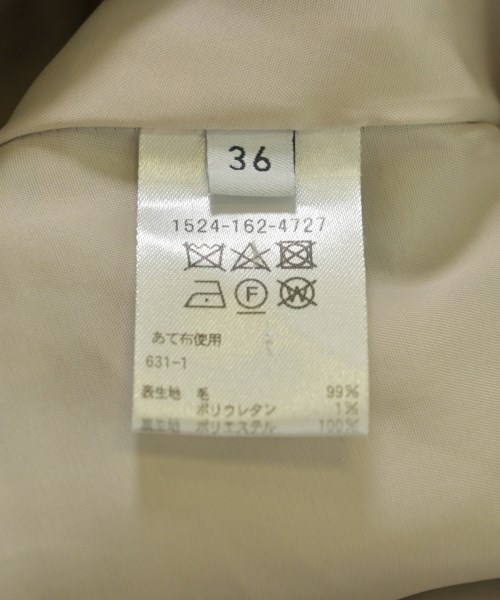 36
1524-162-4727
F W
あて布使用
631-1
表生地 毛 99%
ポリウレタン 1%
裏生地 ポリエステル 100%